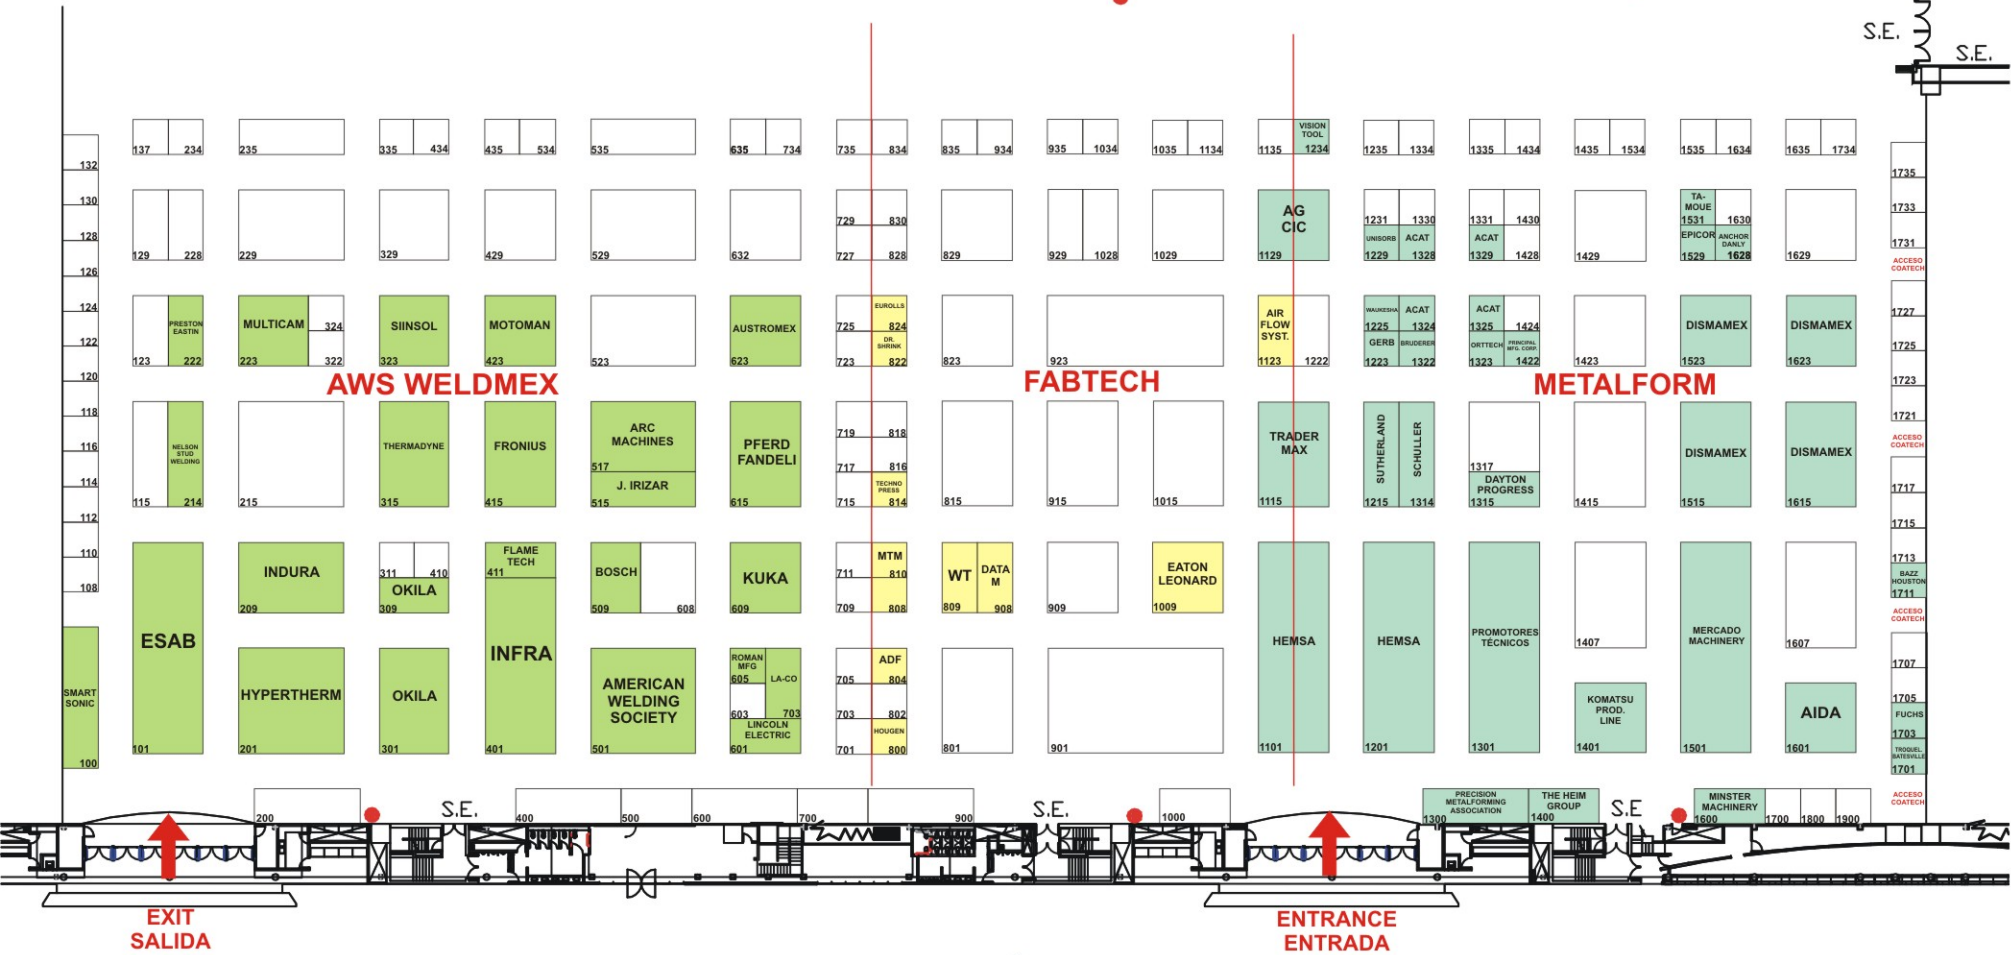 S.E.
S.E.
137 234 235 335 434 435 534 535 635 734 735 834 835 934 935 1034 1035 1134 1135
VISION
TOOL
1234 1235 1334 1335 1434 1435 1534 1535 1634 1635 1734
132
130
128
126
124
122
120
118
116
114
112
110
108
129 228 229 329 429 529 632
729 830
727 828
829 929 1028 1029
AG
CIC
1129
1231 1330
UNISORB
1229
ACAT
1328
1331 1430
ACAT
1329 1428
1429
TA-
MOUE
1531 1630
EPICOR
1529
ANCHOR
DANLY
1628
1629
1735
1733
1731
ACCESO
COATECH
123
PRESTON
EASTIN
222
MULTICAM
223
324
322
SIINSOL
323
MOTOMAN
423
523
AUSTROMEX
623
725
723
EUROLLS
824
DR.
SHRINK
822
823
923
AIR
FLOW
SYST.
1123 1222
WAUKESHA
1225
ACAT
1324
GERB
1223
BRUDERER
1322
ACAT
1325 1424
ORTTECH
1323
PRINCIPAL
MFG. CORP.
1422
1423
DISMAMEX
1523
DISMAMEX
1623
1727
1725
1723
1721
AWS WELDMEX
FABTECH
METALFORM
115
NELSON
STUD
WELDING
214
215
THERMADYNE
315
FRONIUS
415
ARC
MACHINES
517
J. IRIZAR
515
PFERD
FANDELI
615
719 818
717 816
715
TECHNO
PRESS
814
815
915
1015
TRADER
MAX
1115
SUTHERLAND
1215
SCHULLER
1314
1317
DAYTON
PROGRESS
1315
1415
DISMAMEX
1515
DISMAMEX
1615
ACCESO
COATECH
1717
1715
1713
ESAB
101
INDURA
209
311 410
OKILA
309
FLAME
TECH
411
INFRA
401
BOSCH
509 608
KUKA
609
711
709
MTM
810
808
WT
809
DATA
M
908
909
EATON
LEONARD
1009
HEMSA
1101
HEMSA
1201
PROMOTORES
TÉCNICOS
1301
1407
MERCADO
MACHINERY
1501
1607
BAZZ
HOUSTON
1711
ACCESO
COATECH
SMART
SONIC
100
HYPERTHERM
201
OKILA
301
AMERICAN
WELDING
SOCIETY
501
ROMAN
MFG
605
LA-CO
603 703
LINCOLN
ELECTRIC
601
705
703
701
ADF
804
802
HOUGEN
800
801
901
KOMATSU
PROD.
LINE
1401
AIDA
1601
1707
1705
FUCHS
1703
TROQUEL.
BATESVILLE
1701
ACCESO
COATECH
200
S.E.
400 500 600 700 900
S.E.
1000
PRECISION
METALFORMING
ASSOCIATION
1300
THE HEIM
GROUP
1400
S.E
MINSTER
MACHINERY
1600 1700 1800 1900
EXIT
SALIDA
ENTRANCE
ENTRADA